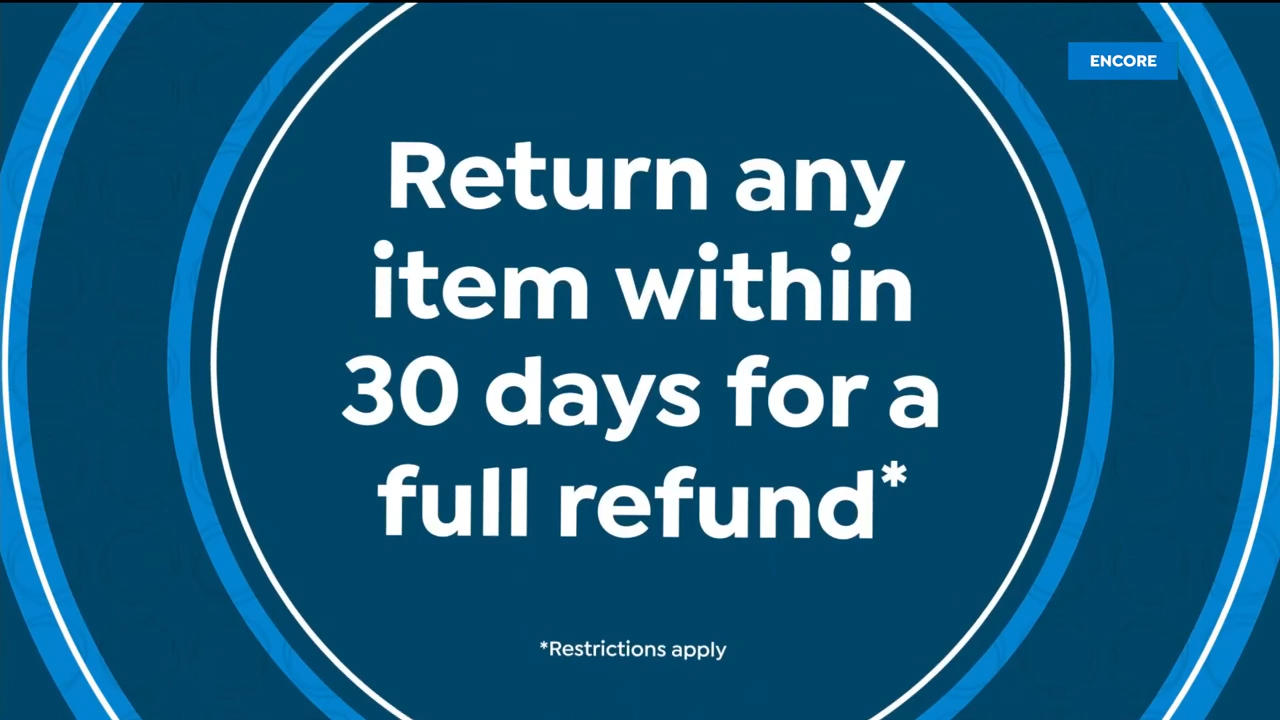 ENCORE
Return any
item within
30 days for a
full refund*
*Restrictions apply